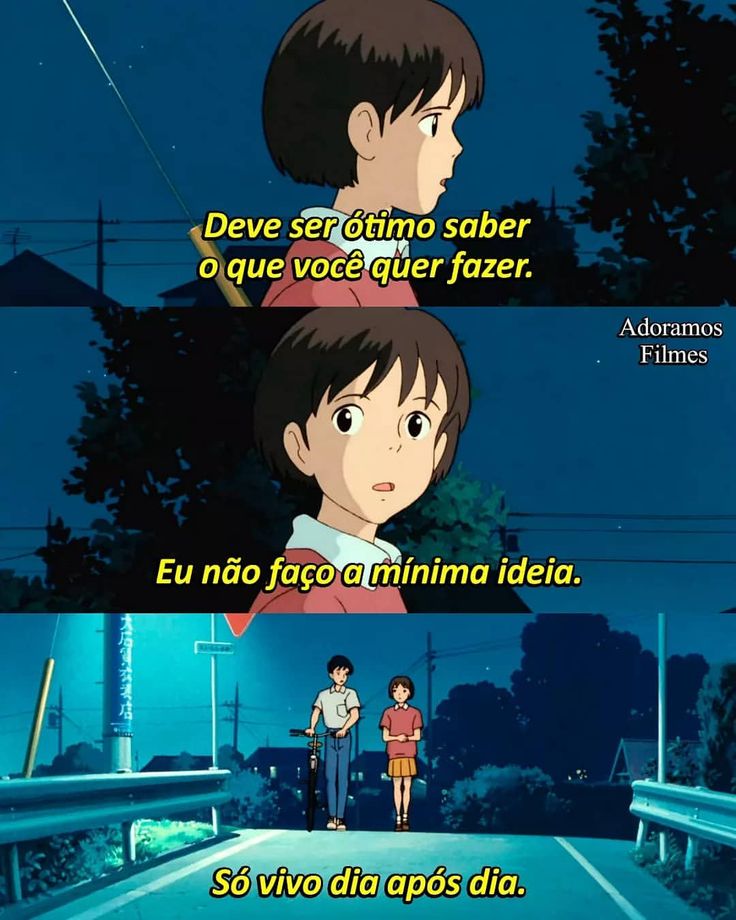 Deve ser ótimo saber
o que você quer fazer.
Adoramos
Filmes
Eu não faço a mínima ideia.
Só vivo dia após dia.